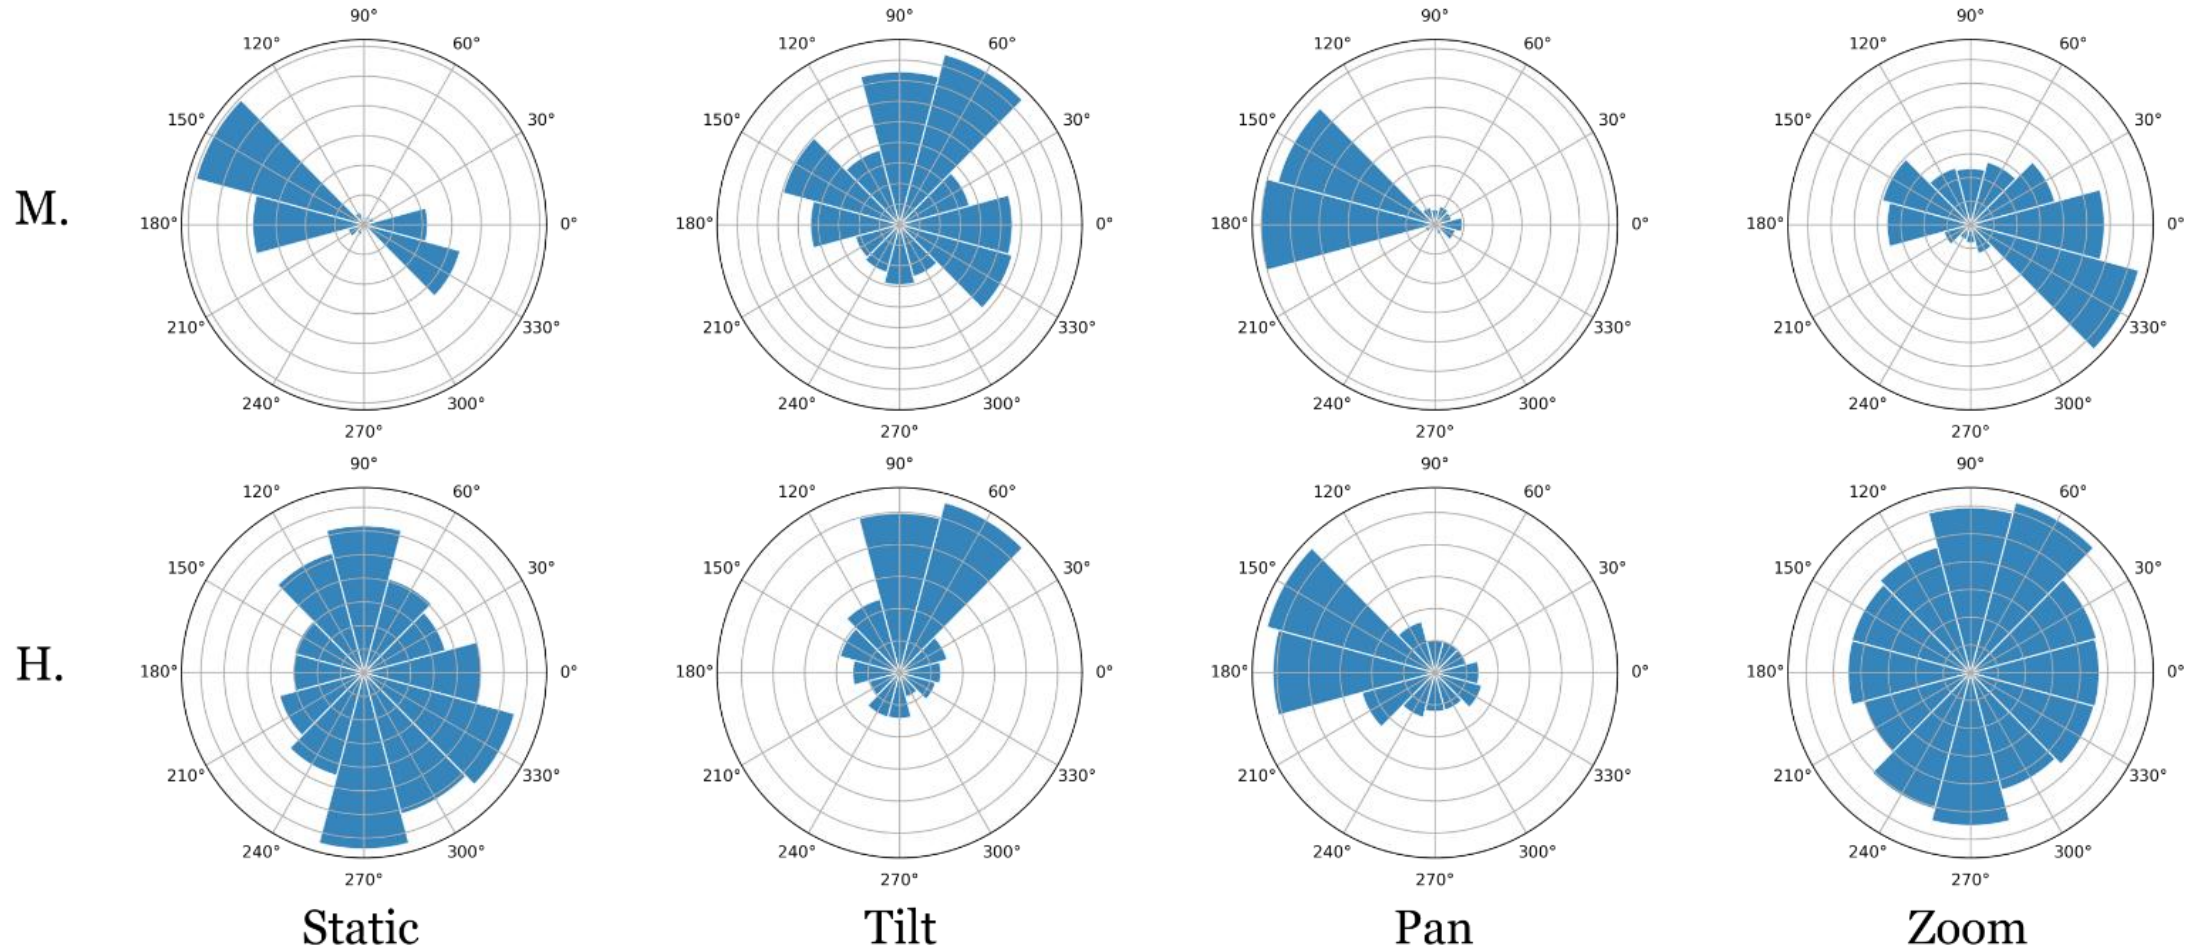 90° 90° 90° 90°
120° 60° 120° 60° 120° 60° 120° 60°
150° 30° 150° 30° 150° 30° 150° 30°
M. 180° 0° 180° 0° 180° 0° 180° 0°
210° 330° 210° 330° 210° 330° 210° 330°
240° 300° 240° 300° 240° 300° 240° 300°
270° 270° 270° 270°
90° 90° 90° 90°
120° 60° 120° 60° 120° 60° 120° 60°
150° 30° 150° 30° 150° 30° 150° 30°
H. 180° 0° 180° 0° 180° 0° 180° 0°
210° 330° 210° 330° 210° 330° 210° 330°
240° 300° 240° 300° 240° 300° 240° 300°
270° 270° 270° 270°
Static Tilt Pan Zoom